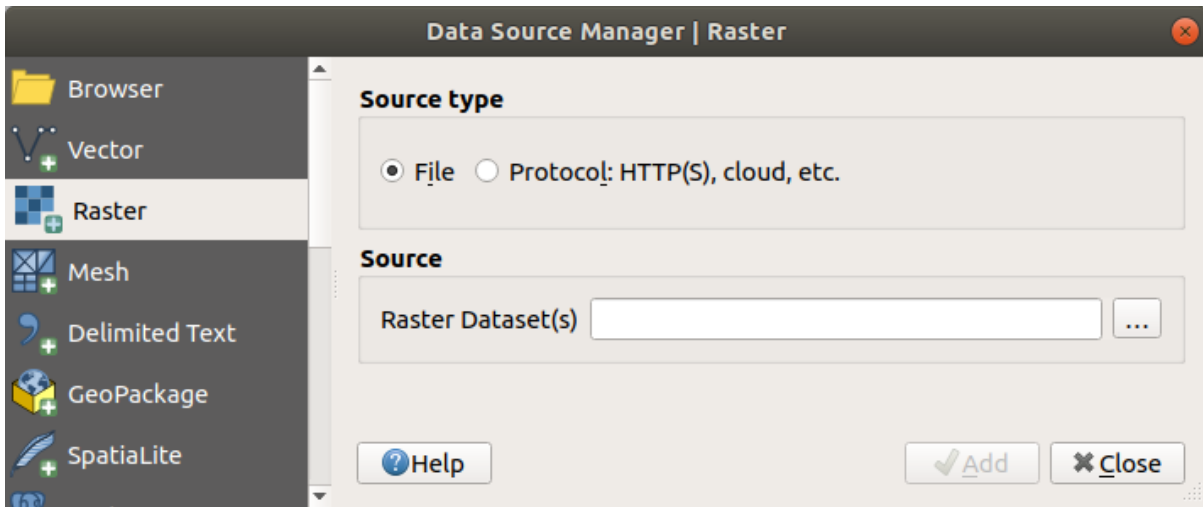 Data Source Manager | Raster
Browser
Vector
Raster
Mesh
Delimited Text
GeoPackage
SpatiaLite
Source type
File
Protocol: HTTP(S), cloud, etc.
Source
Raster Dataset(s)
...
Help
Add
Close